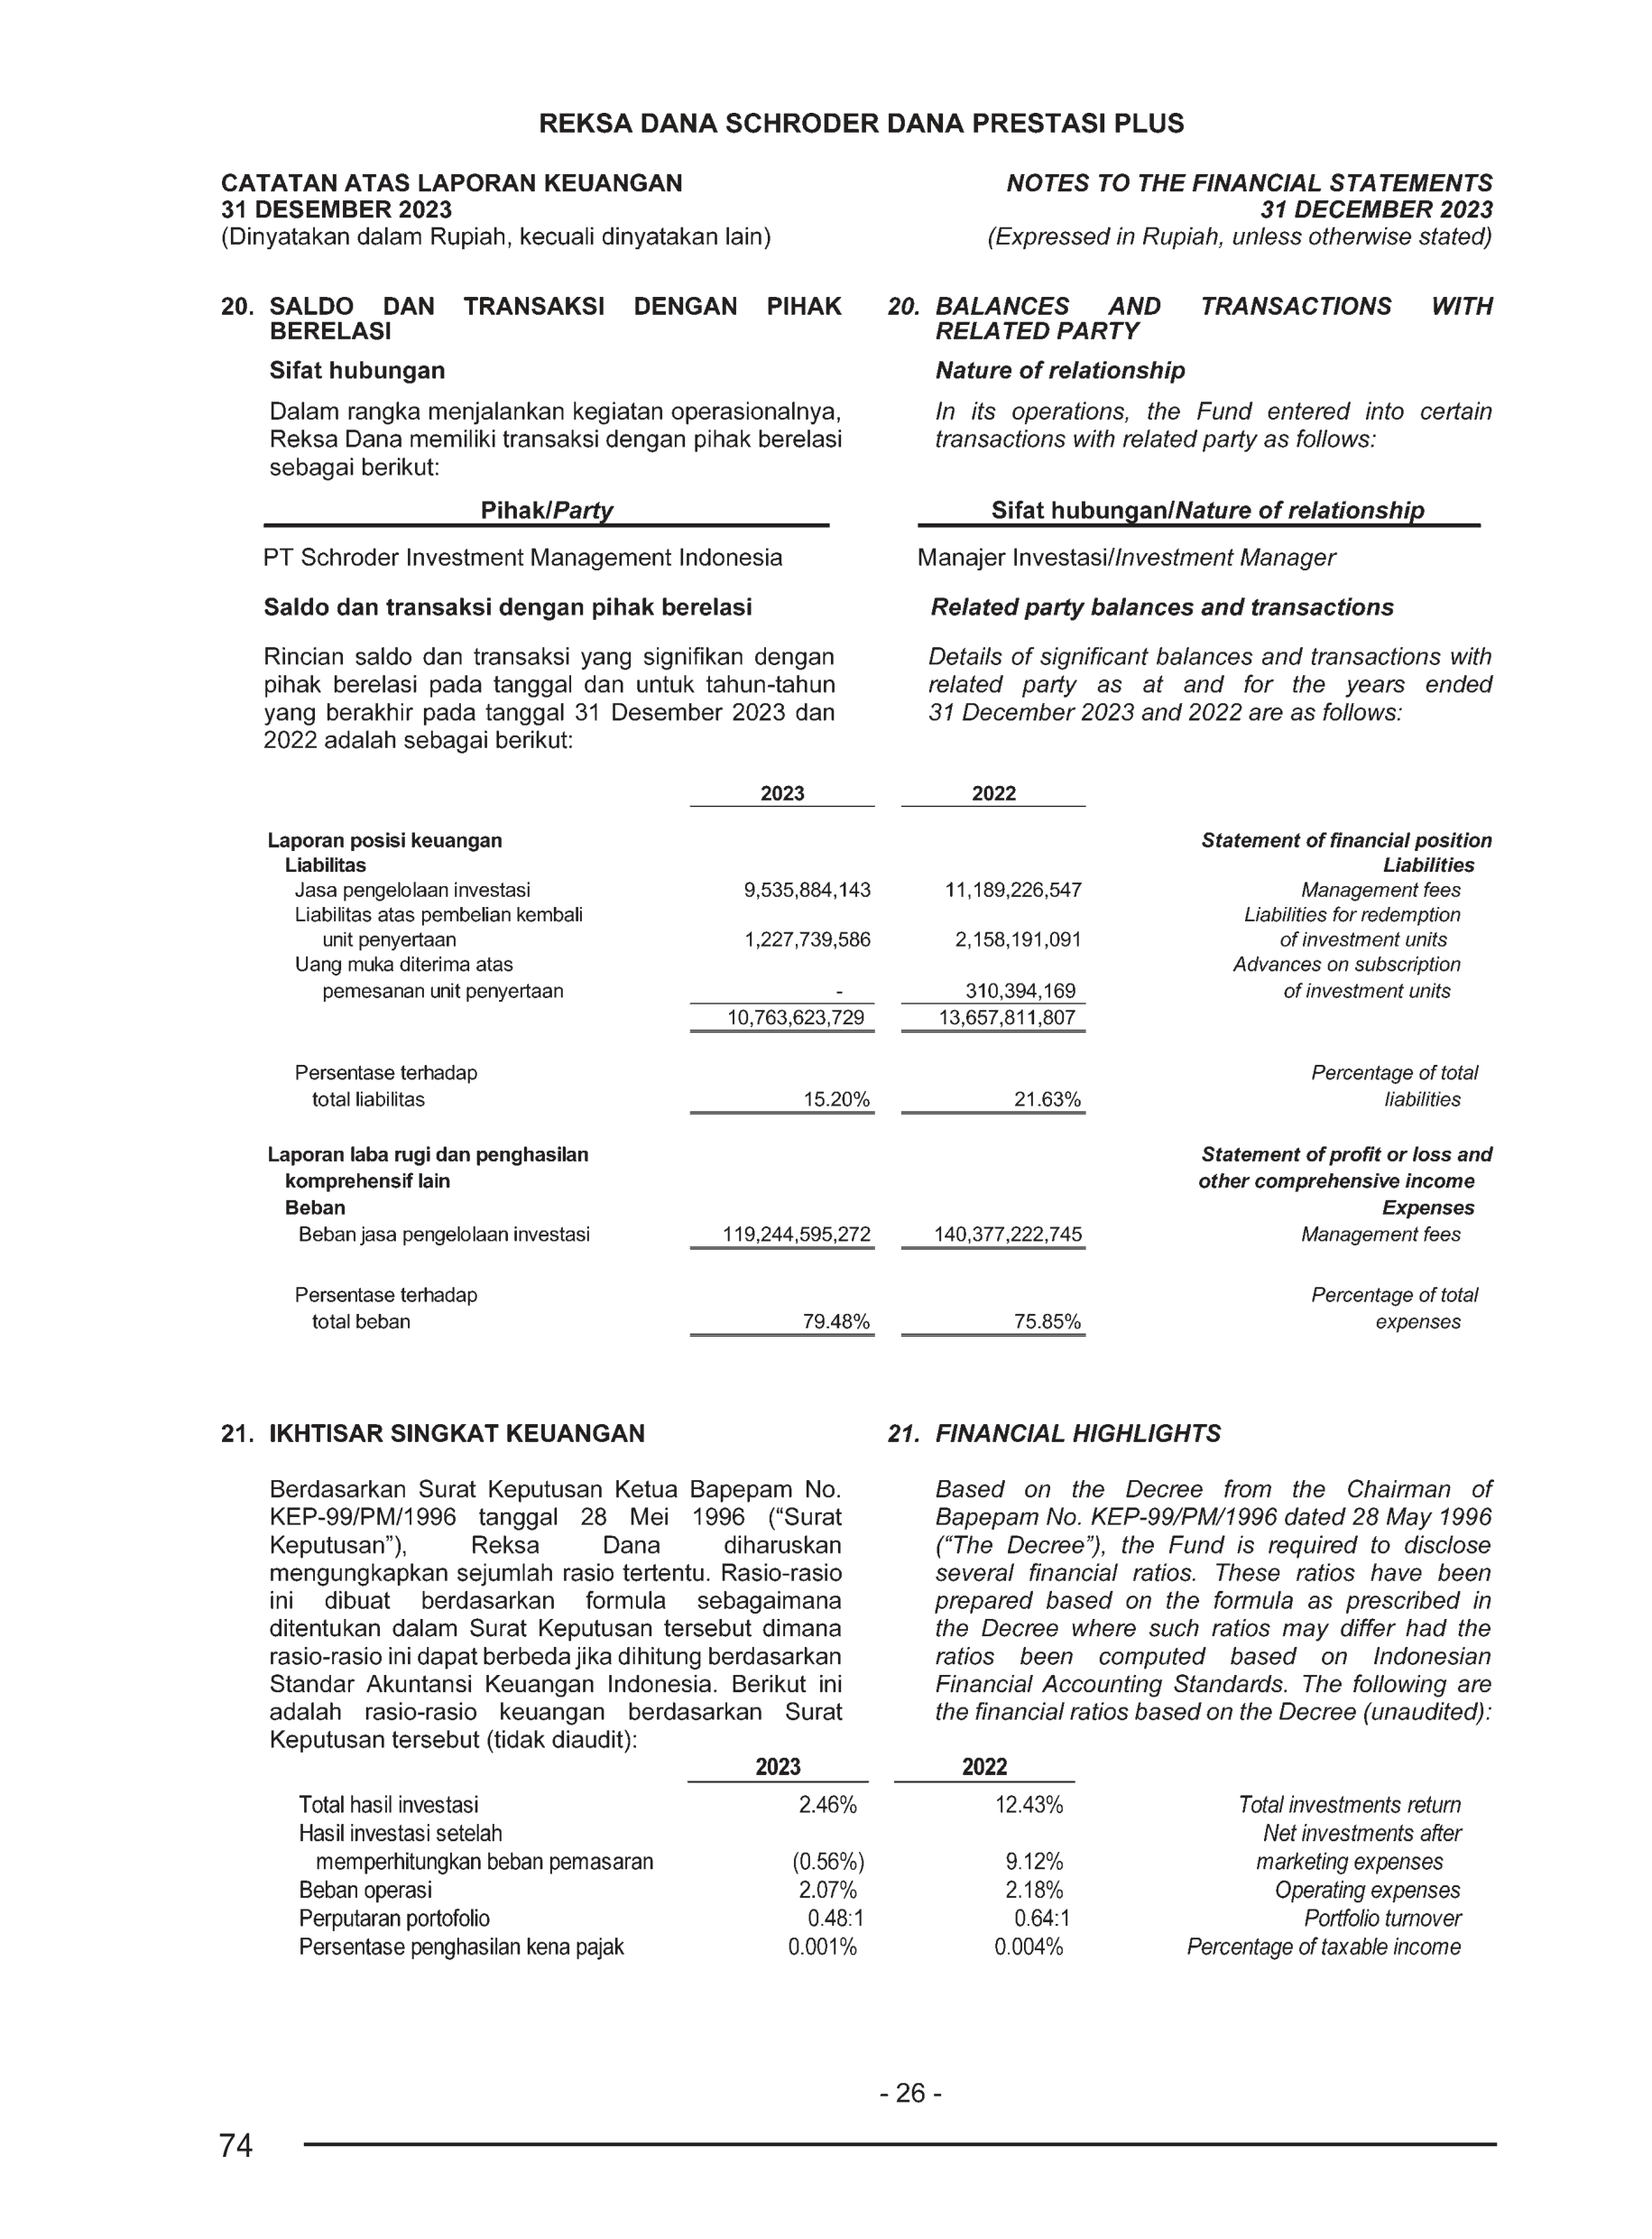 REKSA DANA SCHRODER DANA PRESTASI PLUS
CATATAN ATAS LAPORAN KEUANGAN
31 DESEMBER 2023
(Dinyatakan dalam Rupiah, kecuali dinyatakan lain)
NOTES TO THE FINANCIAL STATEMENTS
31 DECEMBER 2023
(Expressed in Rupiah, unless otherwise stated)
20. SALDO DAN TRANSAKSI DENGAN PIHAK
BERELASI
Sifat hubungan
Dalam rangka menjalankan kegiatan operasionalnya,
Reksa Dana memiliki transaksi dengan pihak berelasi
sebagai berikut:
20. BALANCES AND TRANSACTIONS WITH
RELATED PARTY
Nature of relationship
In its operations, the Fund entered into certain
transactions with related party as follows:
Pihak/Party Sifat hubungan/Nature of relationship
PT Schroder Investment Management Indonesia Manajer Investasi/Investment Manager
Saldo dan transaksi dengan pihak berelasi
Rincian saldo dan transaksi yang signifikan dengan
pihak berelasi pada tanggal dan untuk tahun-tahun
yang berakhir pada tanggal 31 Desember 2023 dan
2022 adalah sebagai berikut:
Related party balances and transactions
Details of significant balances and transactions with
related party as at and for the years ended
31 December 2023 and 2022 are as follows:
2023 2022
Laporan posisi keuangan Statement of financial position
Liabilitas Liabilities
Jasa pengelolaan investasi 9,535,884,143 11,189,226,547 Management fees
Liabilitas atas pembelian kembali Liabilities for redemption
unit penyertaan 1,227,739,586 2,158,191,091 of investment units
Uang muka diterima atas Advances on subscription
pemesanan unit penyertaan - 310,394,169 of investment units
10,763,623,729 13,657,811,807
Persentase terhadap Percentage of total
total liabilitas 15.20% 21.63% liabilities
Laporan laba rugi dan penghasilan Statement of profit or loss and
komprehensif lain other comprehensive income
Beban Expenses
Beban jasa pengelolaan investasi 119,244,595,272 140,377,222,745 Management fees
Persentase terhadap Percentage of total
total beban 79.48% 75.85% expenses
21. IKHTISAR SINGKAT KEUANGAN
Berdasarkan Surat Keputusan Ketua Bapepam No.
KEP-99/PM/1996 tanggal 28 Mei 1996 (“Surat
Keputusan”), Reksa Dana diharuskan
mengungkapkan sejumlah rasio tertentu. Rasio-rasio
ini dibuat berdasarkan formula sebagaimana
ditentukan dalam Surat Keputusan tersebut dimana
rasio-rasio ini dapat berbeda jika dihitung berdasarkan
Standar Akuntansi Keuangan Indonesia. Berikut ini
adalah rasio-rasio keuangan berdasarkan Surat
Keputusan tersebut (tidak diaudit):
21. FINANCIAL HIGHLIGHTS
Based on the Decree from the Chairman of
Bapepam No. KEP-99/PM/1996 dated 28 May 1996
(“The Decree”), the Fund is required to disclose
several financial ratios. These ratios have been
prepared based on the formula as prescribed in
the Decree where such ratios may differ had the
ratios been computed based on Indonesian
Financial Accounting Standards. The following are
the financial ratios based on the Decree (unaudited):
2023 2022
Total hasil investasi 2.46% 12.43% Total investments return
Hasil investasi setelah Net investments after
memperhitungkan beban pemasaran (0.56%) 9.12% marketing expenses
Beban operasi 2.07% 2.18% Operating expenses
Perputaran portofolio 0.48:1 0.64:1 Portfolio turnover
Persentase penghasilan kena pajak 0.001% 0.004% Percentage of taxable income
- 26 -
74